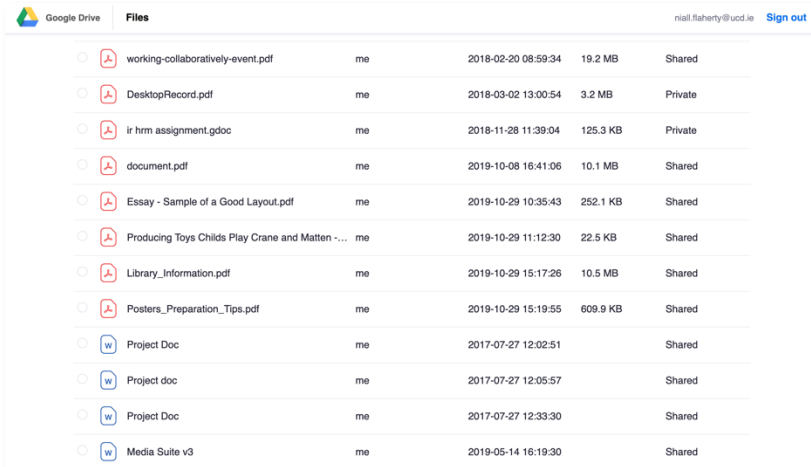 Google Drive Files niall.flaherty@ucd.ie Sign out
working-collaboratively-event.pdf me 2018-02-20 08:59:34 19.2 MB Shared
DesktopRecord.pdf me 2018-03-02 13:00:54 3.2 MB Private
ir hrm assignment.gdoc me 2018-11-28 11:39:04 125.3 KB Private
document.pdf me 2019-10-08 16:41:06 10.1 MB Shared
Essay - Sample of a Good Layout.pdf me 2019-10-29 10:35:43 252.1 KB Shared
Producing Toys Childs Play Crane and Matten -... me 2019-10-29 11:12:30 22.5 KB Shared
Library_Information.pdf me 2019-10-29 15:17:26 10.5 MB Shared
Posters_Preparation_Tips.pdf me 2019-10-29 15:19:55 609.9 KB Shared
W Project Doc me 2017-07-27 12:02:51 Shared
W Project doc me 2017-07-27 12:05:57 Shared
W Project Doc me 2017-07-27 12:33:30 Shared
W Media Suite v3 me 2019-05-14 16:19:30 Shared